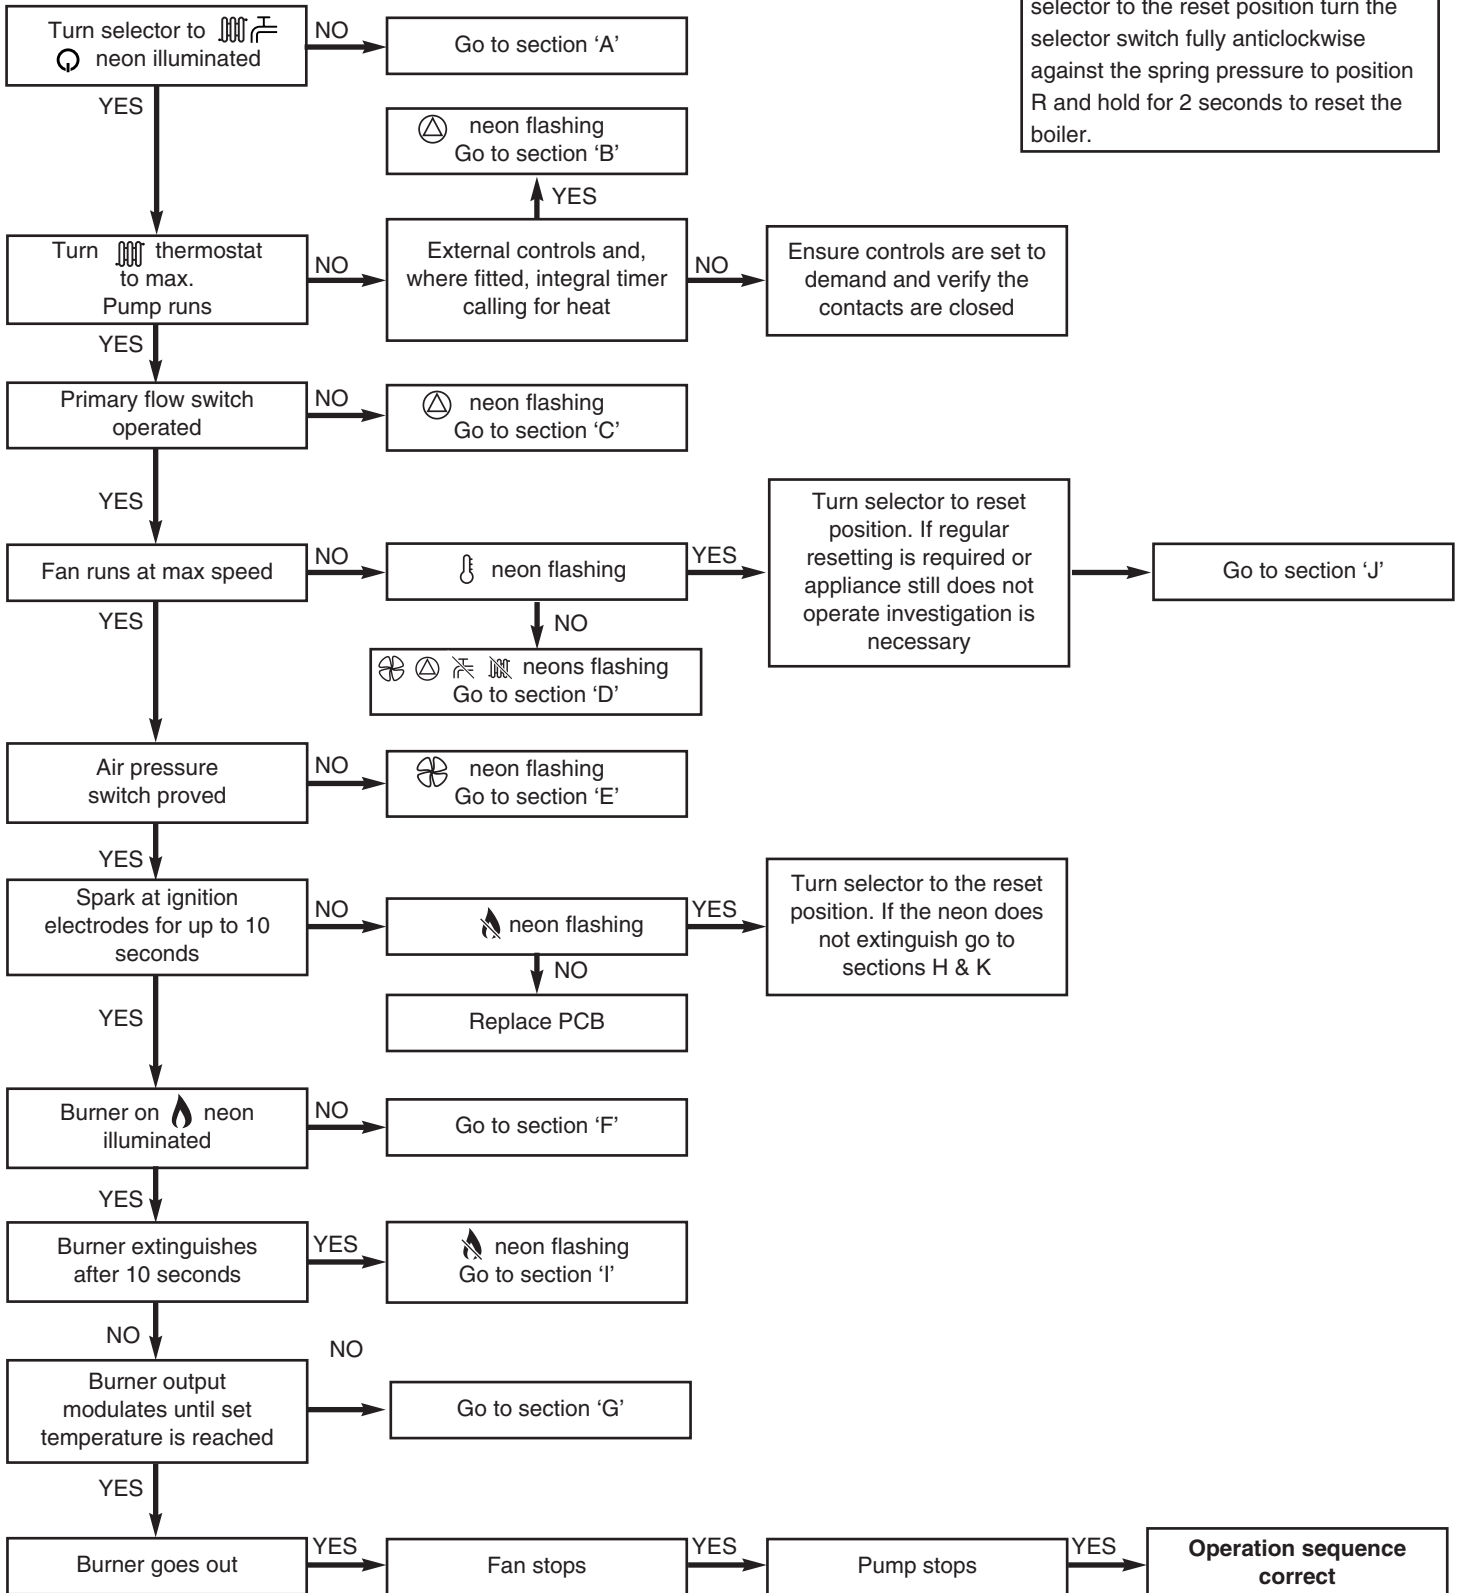 Turn selector to
neon illuminated
NO
Go to section ‘A’
selector to the reset position turn the
selector switch fully anticlockwise
against the spring pressure to position
R and hold for 2 seconds to reset the
boiler.
YES
neon flashing
Go to section ‘B’
YES
Turn thermostat
to max.
Pump runs
NO
External controls and,
where fitted, integral timer
calling for heat
NO
Ensure controls are set to
demand and verify the
contacts are closed
YES
Primary flow switch
operated
NO
neon flashing
Go to section ‘C’
YES
Fan runs at max speed
NO
neon flashing
YES
Turn selector to reset
position. If regular
resetting is required or
appliance still does not
operate investigation is
necessary
Go to section ‘J’
YES
NO
neons flashing
Go to section ‘D’
Air pressure
switch proved
NO
neon flashing
Go to section ‘E’
YES
Spark at ignition
electrodes for up to 10
seconds
NO
neon flashing
YES
Turn selector to the reset
position. If the neon does
not extinguish go to
sections H & K
NO
Replace PCB
YES
Burner on neon
illuminated
NO
Go to section ‘F’
YES
Burner extinguishes
after 10 seconds
YES
neon flashing
Go to section ‘I’
NO
NO
Burner output
modulates until set
temperature is reached
Go to section ‘G’
YES
Burner goes out
YES
Fan stops
YES
Pump stops
YES
Operation sequence
correct